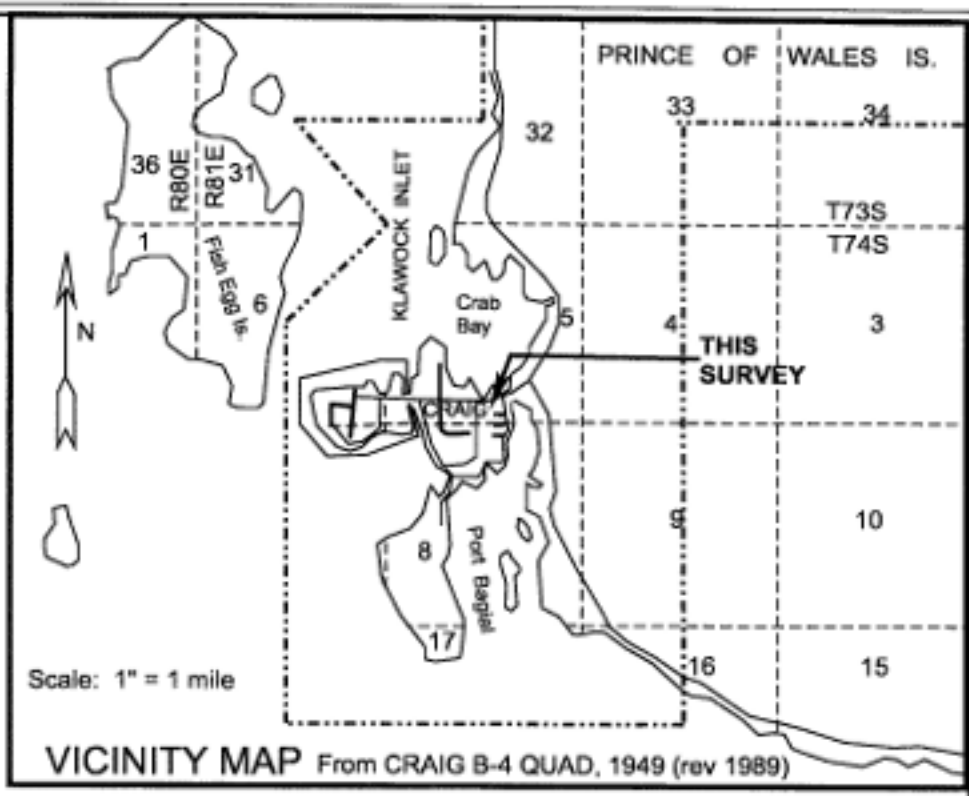 PRINCE OF WALES IS.
33
34
32
36
R80E
R81E
31
KLAWOCK INLET
T73S
T74S
1
Fish Egg Is.
6
N
Crab
Bay
5
4
3
THIS
SURVEY
CRAIG
9
10
8
Port Bagial
17
16
15
Scale: 1" = 1 mile
VICINITY MAP From CRAIG B-4 QUAD, 1949 (rev 1989)